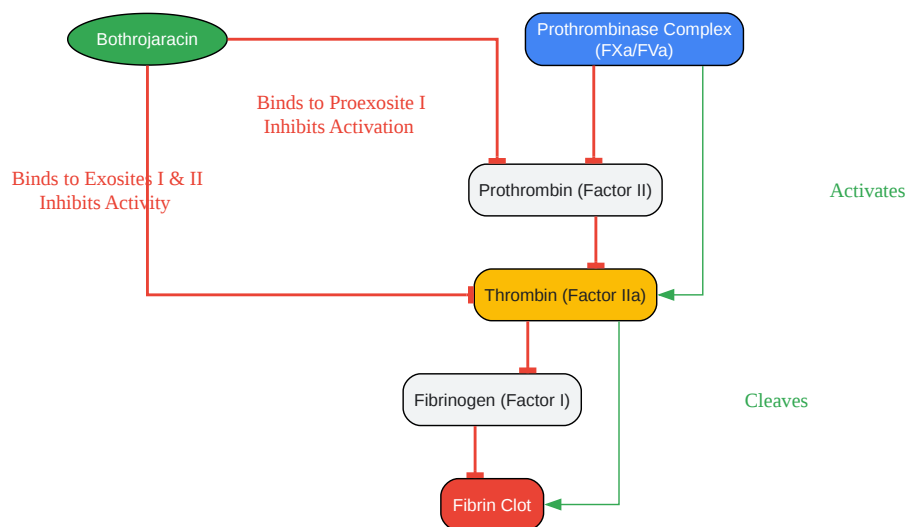 Bothrojaracin
Prothrombinase Complex
(FXa/FVa)
Binds to Proexosite I
Inhibits Activation
Binds to Exosites I & II
Inhibits Activity
Prothrombin (Factor II)
Activates
Thrombin (Factor IIa)
Fibrinogen (Factor I)
Cleaves
Fibrin Clot